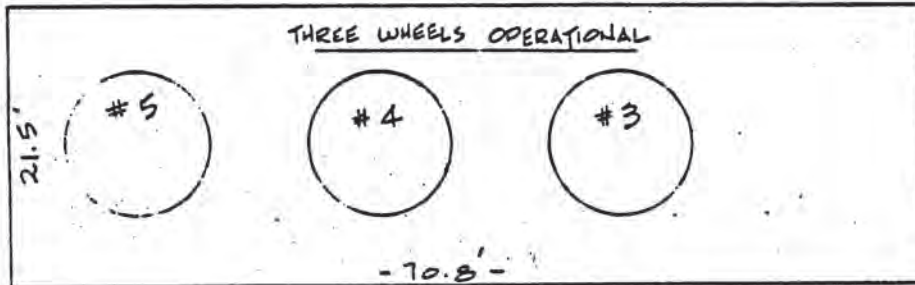 THREE WHEELS OPERATIONAL
#5
#4
#3
21.5'
- 70.8' -